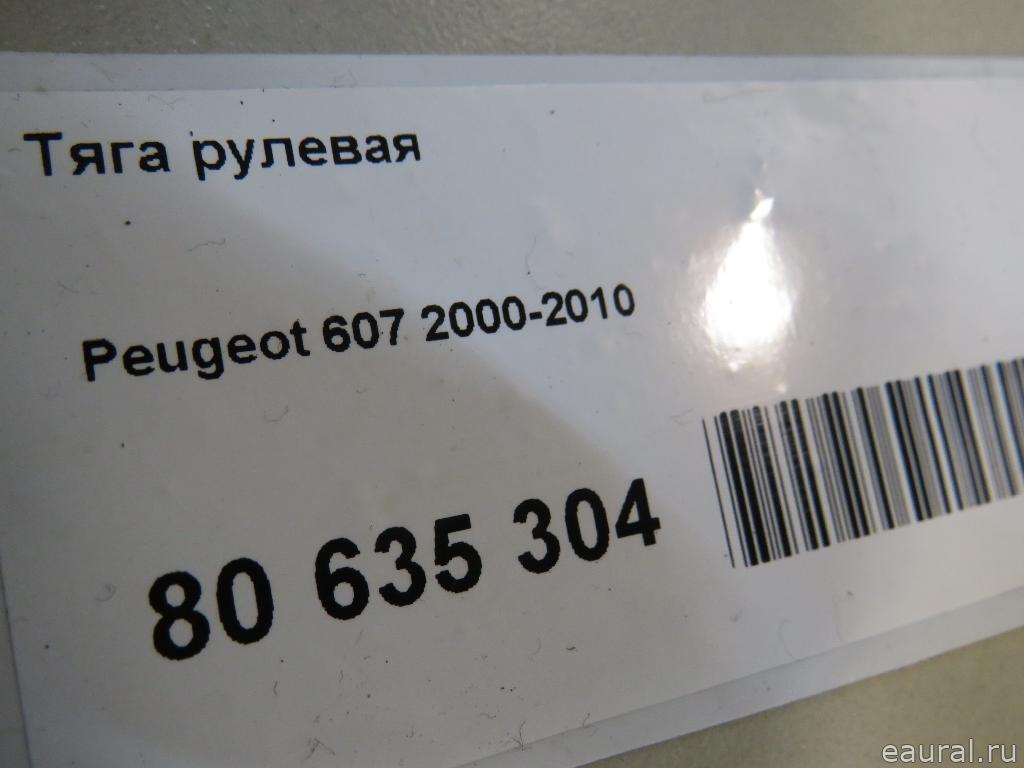 Тяга рулевая
Peugeot 607 2000-2010
80 635 304
eaural.ru